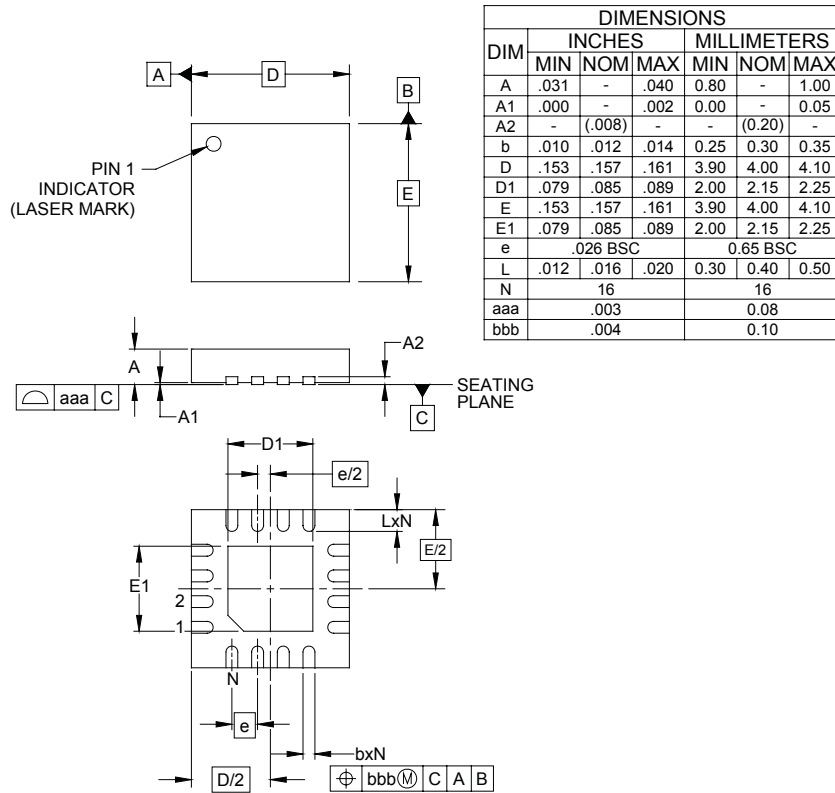 DIMENSIONS
DIM INCHES MILLIMETERS
MIN NOM MAX MIN NOM MAX
A .031 - .040 0.80 - 1.00
A1 .000 - .002 0.00 - 0.05
A2 - (.008) - - (0.20) -
b .010 .012 .014 0.25 0.30 0.35
D .153 .157 .161 3.90 4.00 4.10
D1 .079 .085 .089 2.00 2.15 2.25
E .153 .157 .161 3.90 4.00 4.10
E1 .079 .085 .089 2.00 2.15 2.25
e .026 BSC 0.65 BSC
L .012 .016 .020 0.30 0.40 0.50
N 16 16
aaa .003 0.08
bbb .004 0.10
A D
B
PIN 1
INDICATOR
(LASER MARK)
E
A2
A
SEATING
PLANE
aaa C
A1
C
D1
e/2
LxN
E/2
E1
2
1
N
e
bxN
D/2
⌖ bbbⓂ C A B